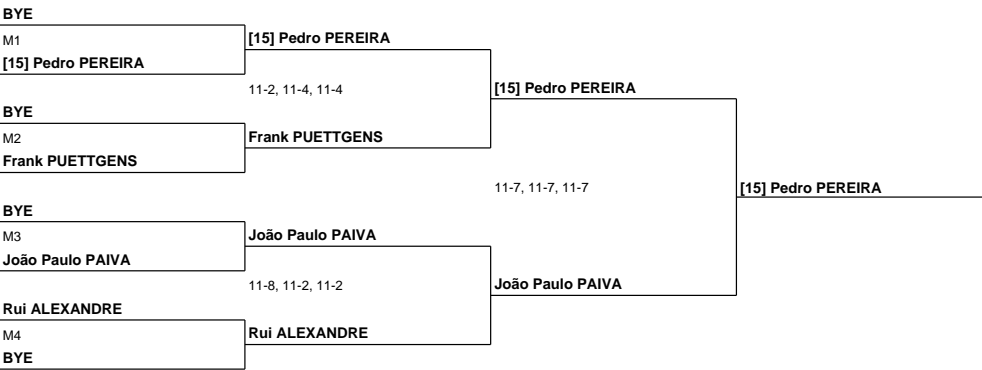 BYE
M1
[15] Pedro PEREIRA
[15] Pedro PEREIRA
11-2, 11-4, 11-4
BYE
M2
Frank PUETTGENS
Frank PUETTGENS
[15] Pedro PEREIRA
11-7, 11-7, 11-7
[15] Pedro PEREIRA
BYE
M3
João Paulo PAIVA
João Paulo PAIVA
11-8, 11-2, 11-2
João Paulo PAIVA
Rui ALEXANDRE
M4
BYE
Rui ALEXANDRE